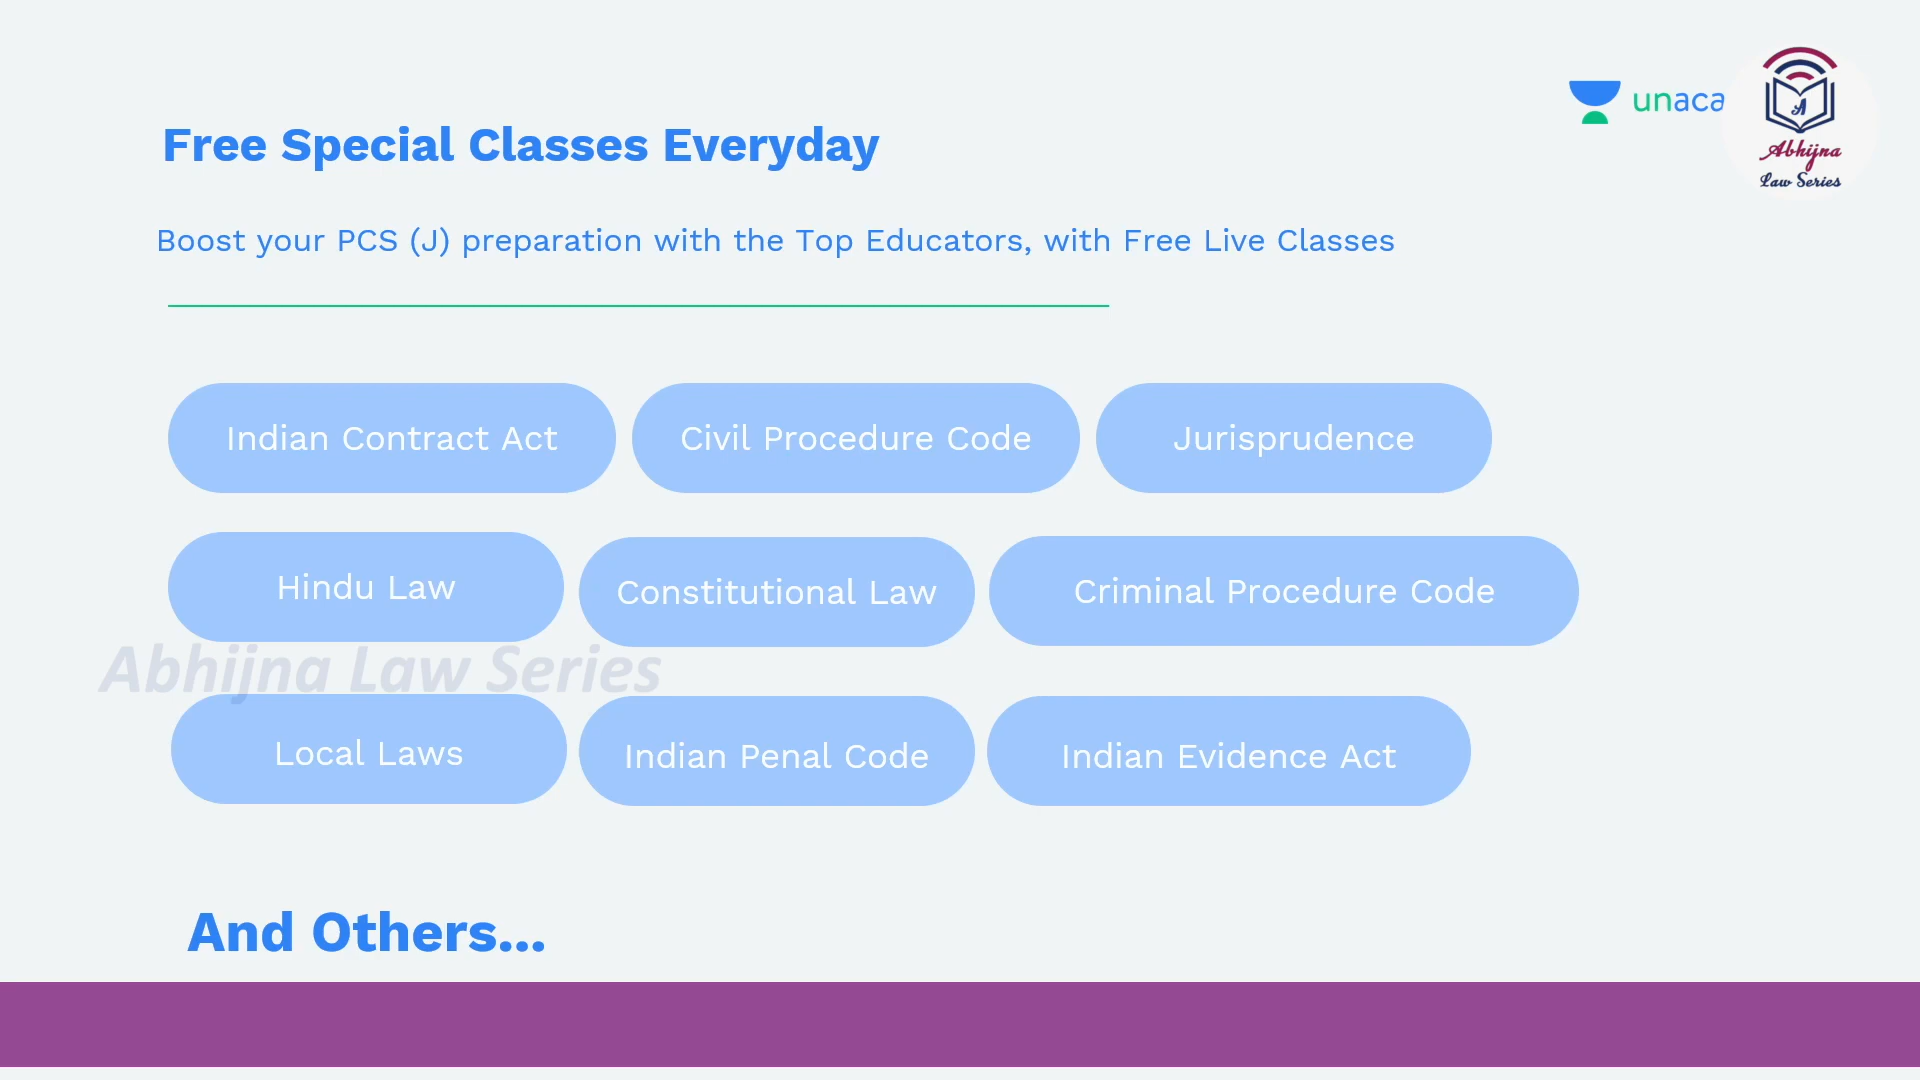 unaca
A
Abhijna
Law Series
Free Special Classes Everyday
Boost your PCS (J) preparation with the Top Educators, with Free Live Classes
Indian Contract Act
Civil Procedure Code
Jurisprudence
Hindu Law
Constitutional Law
Criminal Procedure Code
Abhijna Law Series
Local Laws
Indian Penal Code
Indian Evidence Act
And Others...